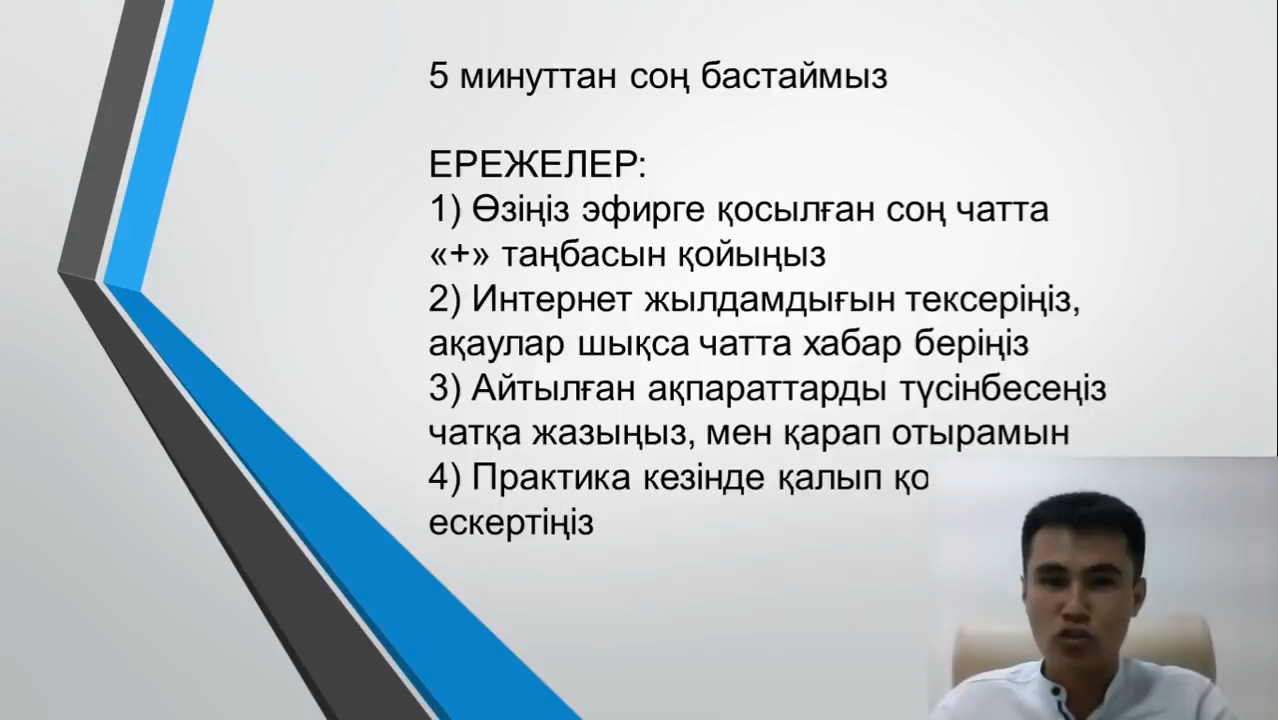 5 минуттан соң бастаймыз
ЕРЕЖЕЛЕР:
1) Өзіңіз эфирге қосылған соң чатта
«+» таңбасын қойыңыз
2) Интернет жылдамдығын тексеріңіз,
ақаулар шықса чатта хабар беріңіз
3) Айтылған ақпараттарды түсінбесеңіз
чатқа жазыңыз, мен қарап отырамын
4) Практика кезінде қалып
ескертіңіз